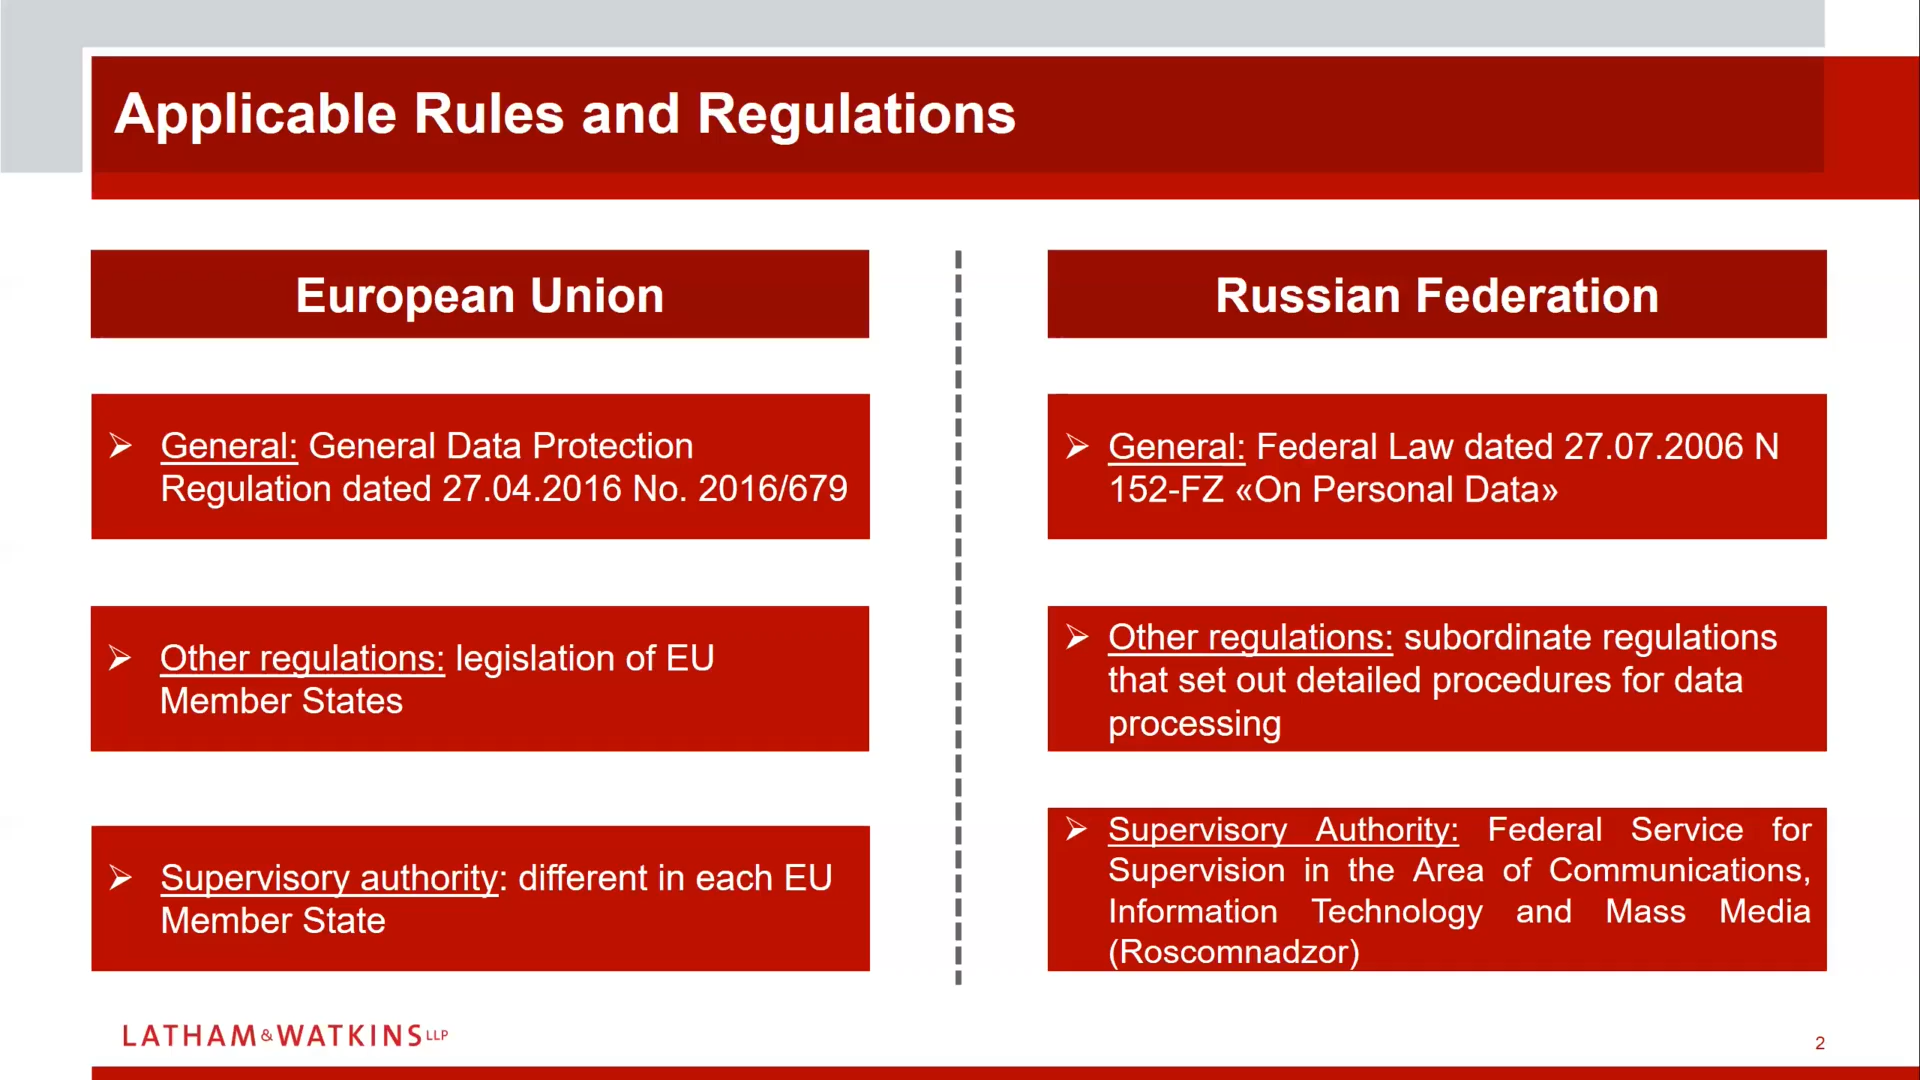 Applicable Rules and Regulations
European Union
➢ General: General Data Protection
Regulation dated 27.04.2016 No. 2016/679
➢ Other regulations: legislation of EU
Member States
➢ Supervisory authority: different in each EU
Member State
Russian Federation
➢ General: Federal Law dated 27.07.2006 N
152-FZ «On Personal Data»
➢ Other regulations: subordinate regulations
that set out detailed procedures for data
processing
➢ Supervisory Authority: Federal Service for
Supervision in the Area of Communications,
Information Technology and Mass Media
(Roscomnadzor)
LATHAM&WATKINS LLP
2